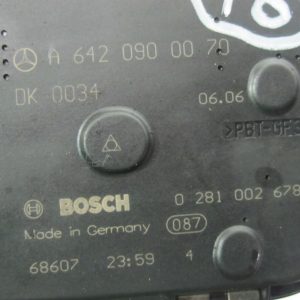 18
A 642 090 00 70
DK 0034
06.06
>PBT-GF3
BOSCH 0 281 002 678
Made in Germany 087
68607 23:59 4